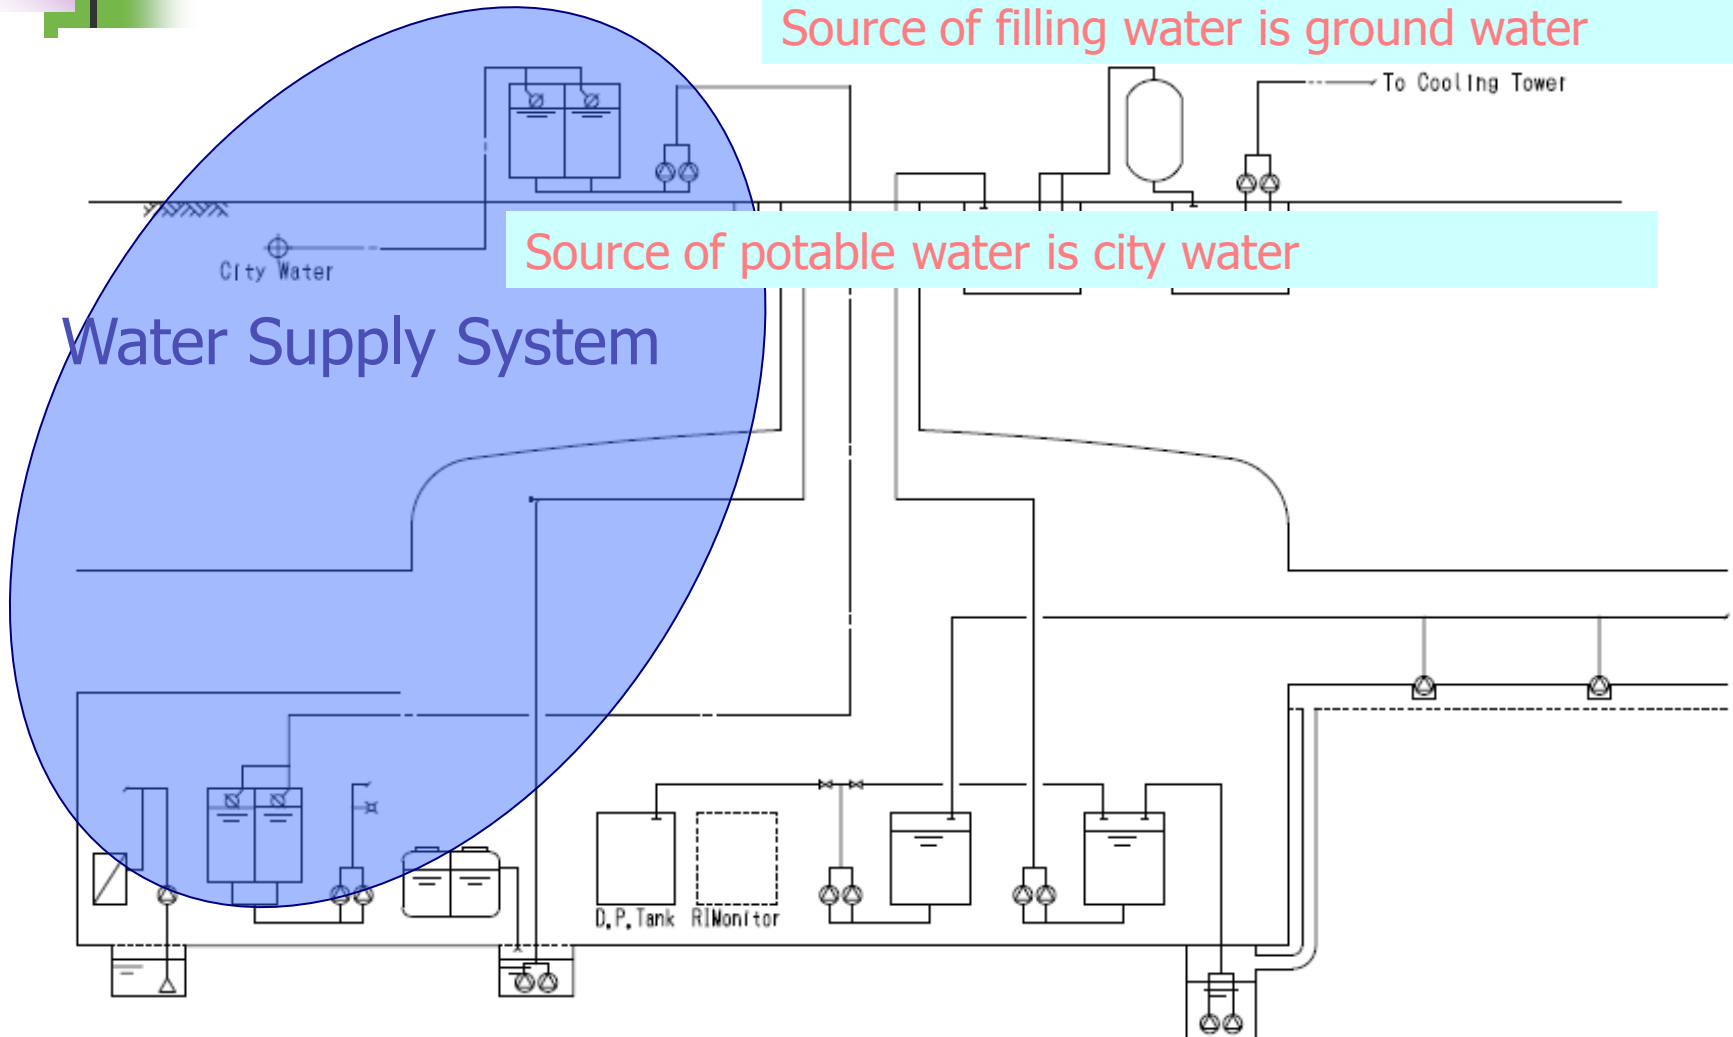 Source of filling water is ground water
To Cooling Tower
Source of potable water is city water
City Water
Water Supply System
D.P.Tank RIMonitor